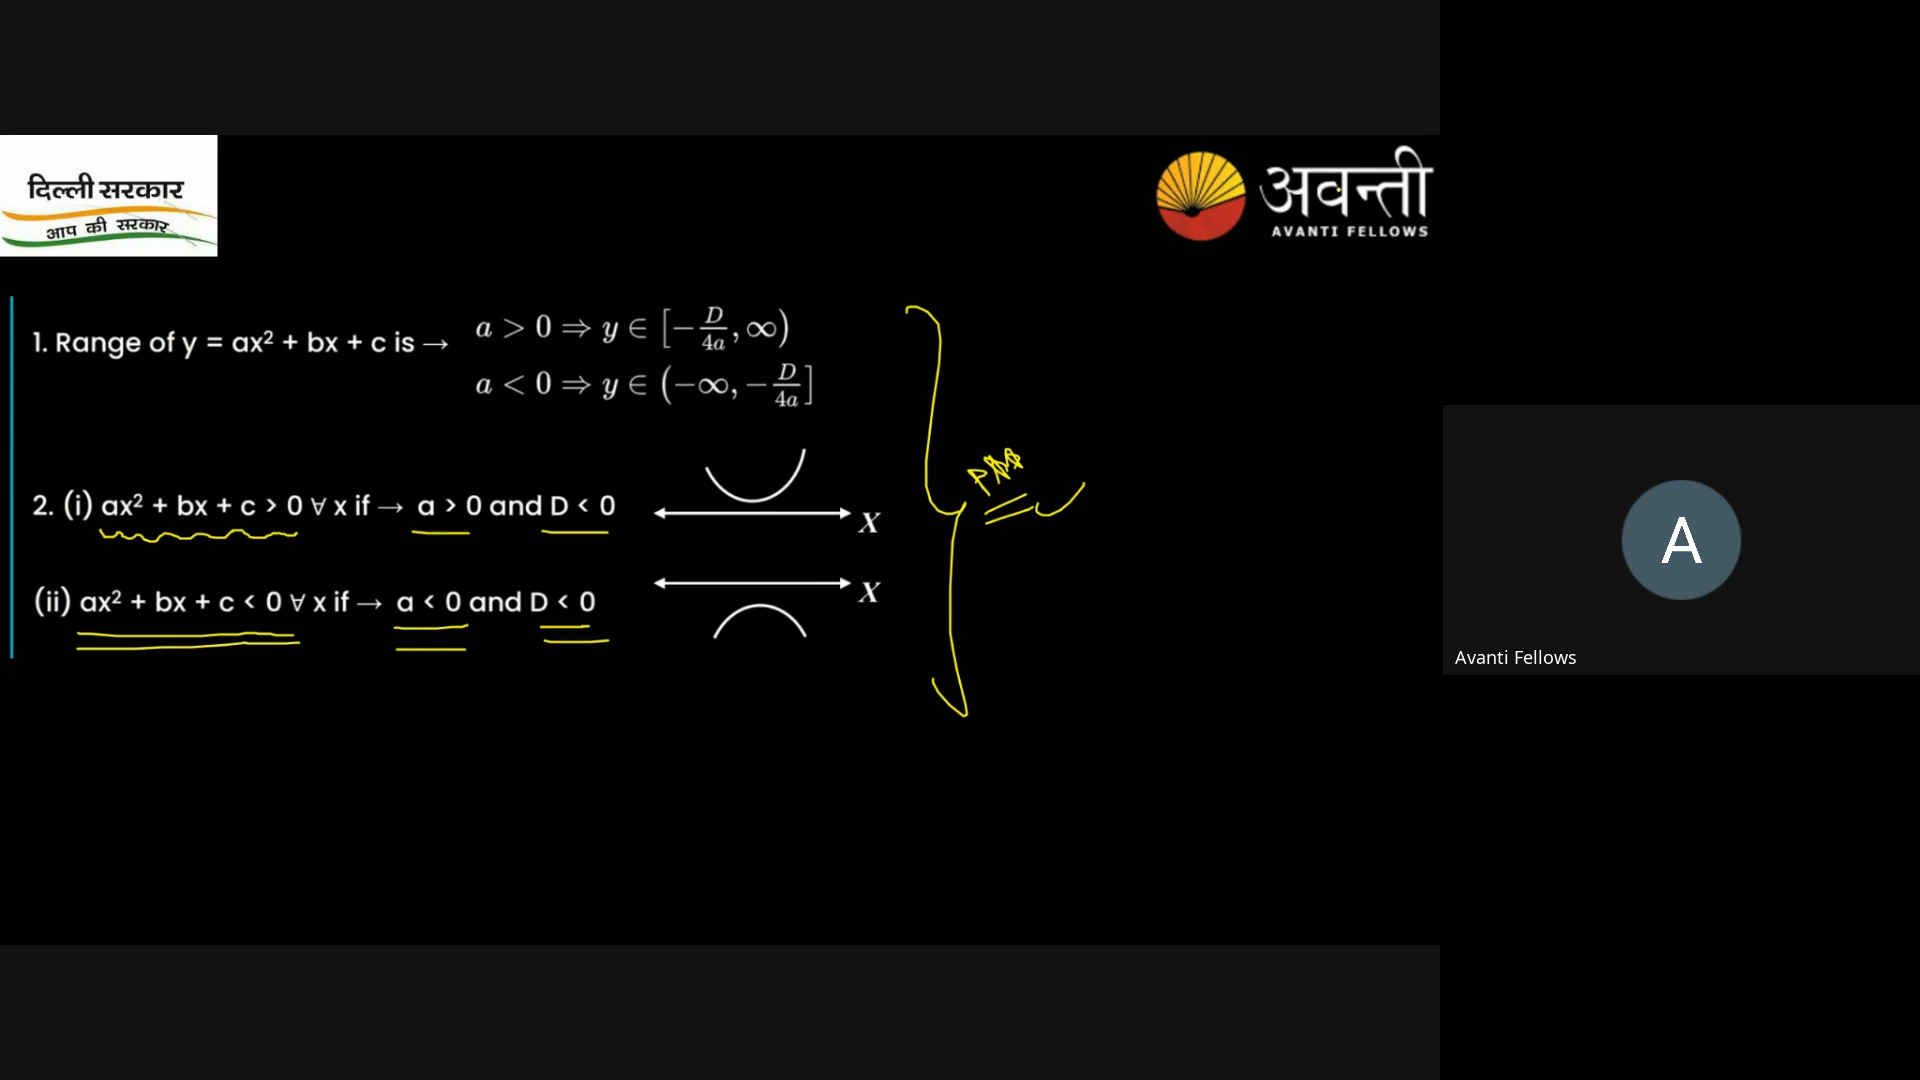 दिल्ली सरकार
आप की सरकार
अवन्ती
AVANTI FELLOWS
1. Range of y = ax² + bx + c is → a > 0 ⇒ y ∈ [−D/4a, ∞)
a < 0 ⇒ y ∈ (−∞, −D/4a]
2. (i) ax² + bx + c > 0 ∀ x if → a > 0 and D < 0
X
(ii) ax² + bx + c < 0 ∀ x if → a < 0 and D < 0
X
A
Avanti Fellows